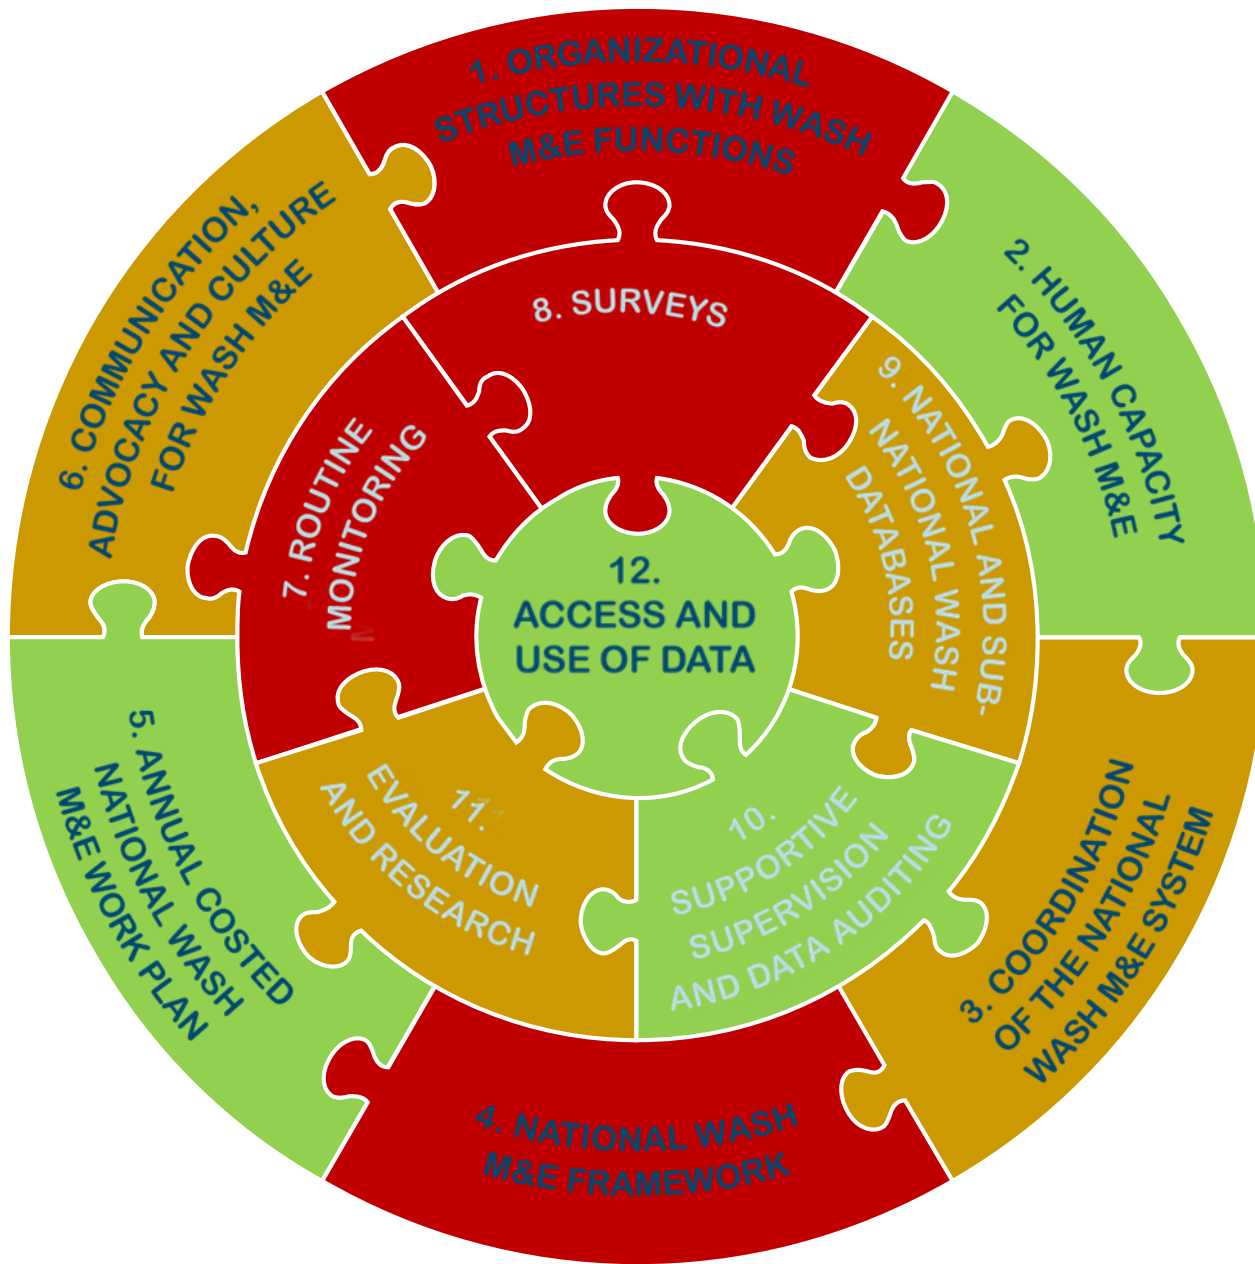 1. ORGANIZATIONAL
STRUCTURES WITH WASH
M&E FUNCTIONS
2. HUMAN CAPACITY
FOR WASH M&E
3. COORDINATION
OF THE NATIONAL
WASH M&E SYSTEM
4. NATIONAL WASH
M&E FRAMEWORK
5. ANNUAL COSTED
NATIONAL WASH
M&E WORK PLAN
6. COMMUNICATION,
ADVOCACY AND CULTURE
FOR WASH M&E
7. ROUTINE
MONITORING
8. SURVEYS
9. NATIONAL AND SUB-
NATIONAL WASH
DATABASES
10.
SUPPORTIVE
SUPERVISION
AND DATA AUDITING
11.
EVALUATION
AND RESEARCH
12.
ACCESS AND
USE OF DATA